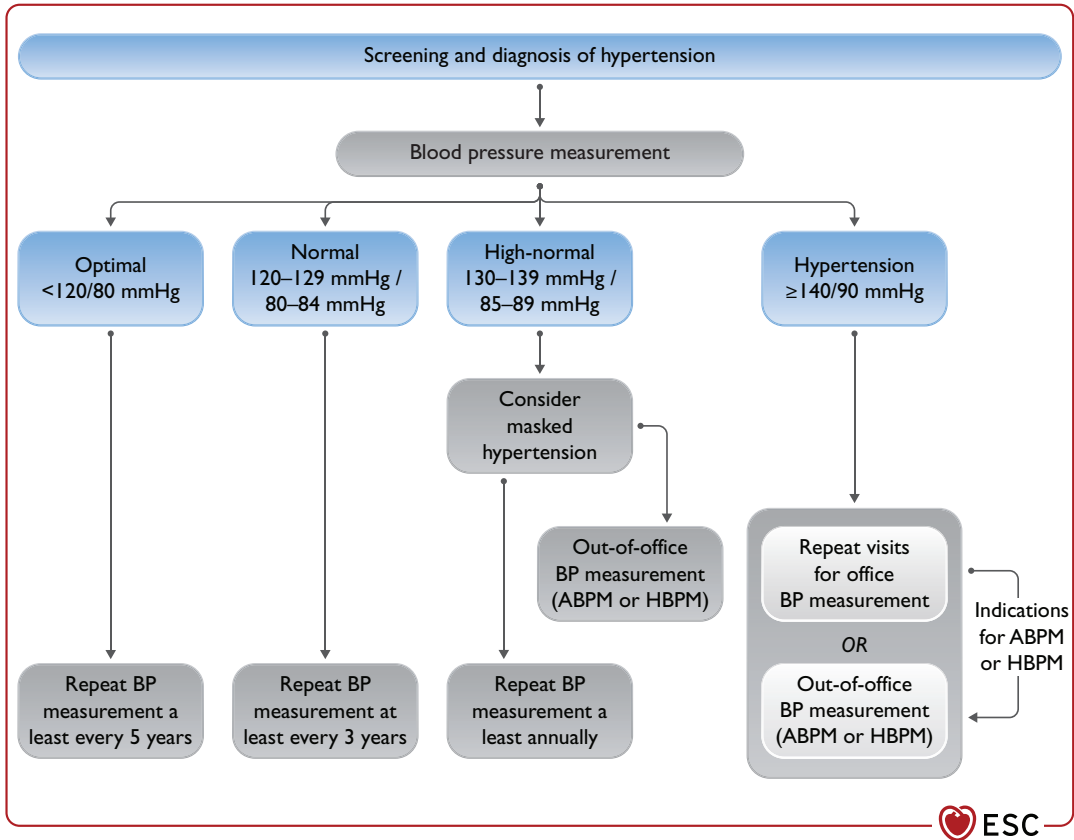 Screening and diagnosis of hypertension
Blood pressure measurement
Optimal
<120/80 mmHg
Normal
120–129 mmHg /
80–84 mmHg
High-normal
130–139 mmHg /
85–89 mmHg
Hypertension
≥140/90 mmHg
Consider
masked
hypertension
Out-of-office
BP measurement
(ABPM or HBPM)
Repeat visits
for office
BP measurement
OR
Out-of-office
BP measurement
(ABPM or HBPM)
Indications
for ABPM
or HBPM
Repeat BP
measurement a
least every 5 years
Repeat BP
measurement at
least every 3 years
Repeat BP
measurement a
least annually
ESC